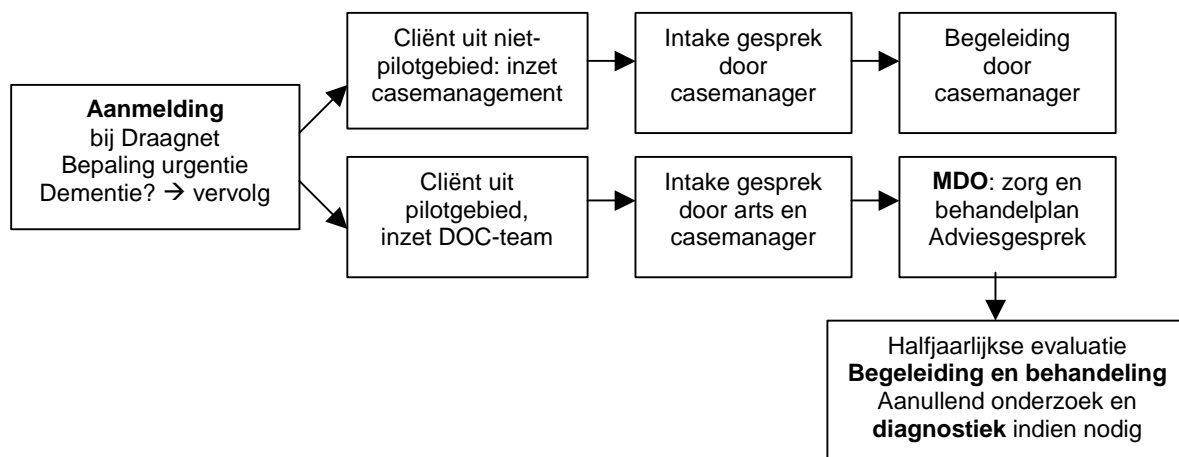 Aanmelding
bij Draagnet
Bepaling urgentie
Dementie? → vervolg
Cliënt uit niet-
pilotgebied: inzet
casemanagement
Intake gesprek
door
casemanager
Begeleiding
door
casemanager
Cliënt uit
pilotgebied,
inzet DOC-team
Intake gesprek
door arts en
casemanager
MDO: zorg en
behandelplan
Adviesgesprek
Halfjaarlijkse evaluatie
Begeleiding en behandeling
Aanullend onderzoek en
diagnostiek indien nodig